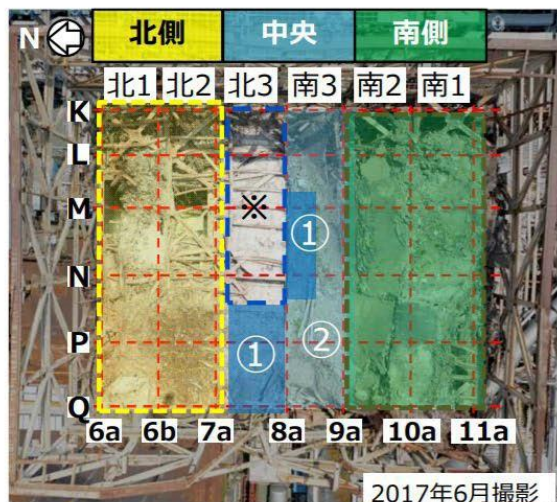 N 北側 中央 南側
北1 北2 北3 南3 南2 南1
K
L
M ※
①
N
P ① ②
Q
6a 6b 7a 8a 9a 10a 11a
2017年6月撮影